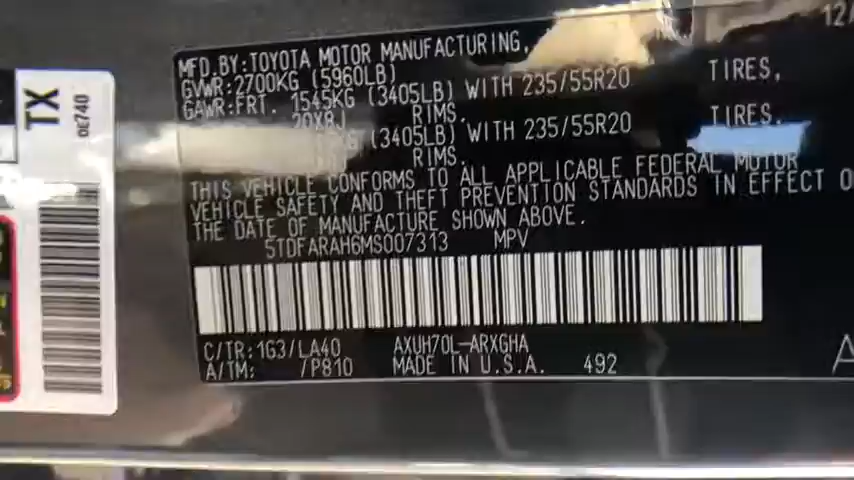 12/
MFD.BY:TOYOTA MOTOR MANUFACTURING,
GVWR:2700KG (5960LB)
GAWR:FRT. 1545KG (3405LB) WITH 235/55R20 TIRES,
20X8J RIMS.
KG (3405LB) WITH 235/55R20 TIRES,
RIMS.
THIS VEHICLE CONFORMS TO ALL APPLICABLE FEDERAL MOTOR
VEHICLE SAFETY AND THEFT PREVENTION STANDARDS IN EFFECT O
THE DATE OF MANUFACTURE SHOWN ABOVE.
5TDFARAH6MS007313 MPV
C/TR:1G3/LA40 AXUH70L-ARXGHA
A/TM: /P810 MADE IN U.S.A. 492
A
TX
OE740